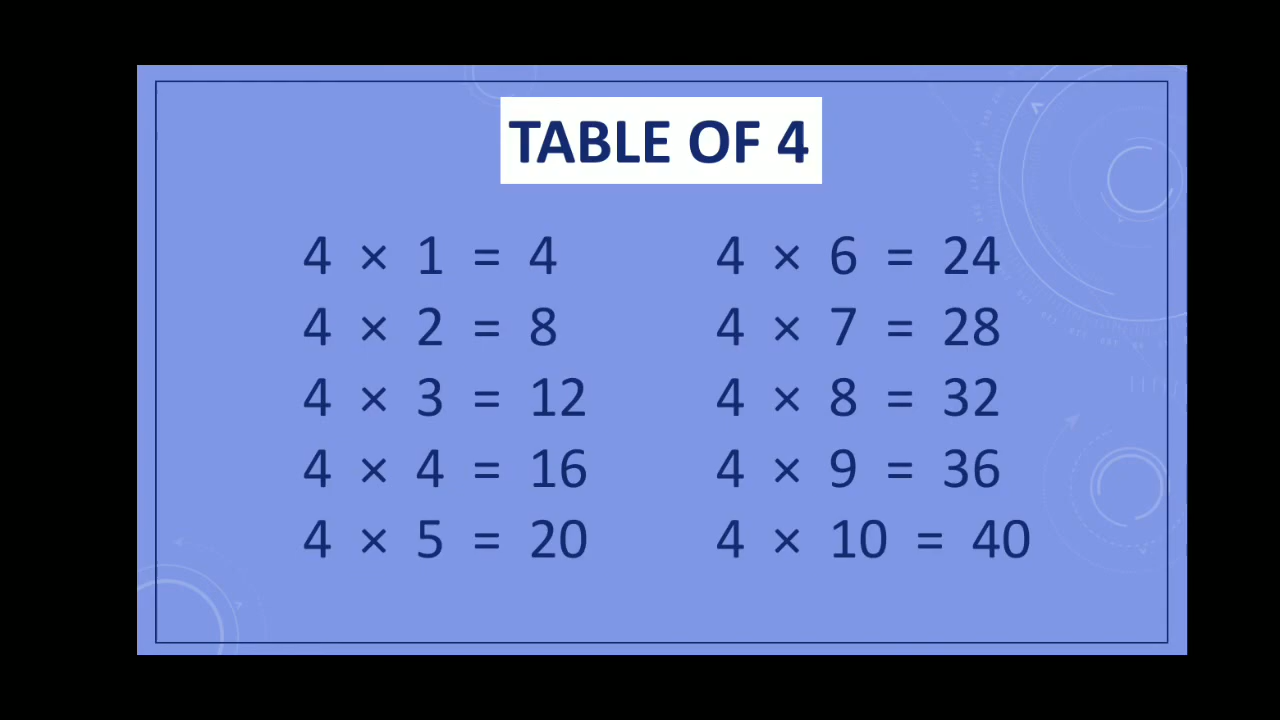 TABLE OF 4
4 × 1 = 4
4 × 2 = 8
4 × 3 = 12
4 × 4 = 16
4 × 5 = 20
4 × 6 = 24
4 × 7 = 28
4 × 8 = 32
4 × 9 = 36
4 × 10 = 40